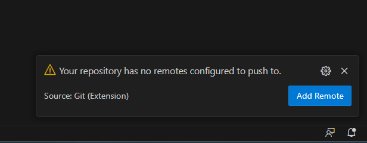 Your repository has no remotes configured to push to.
Source: Git (Extension)
Add Remote